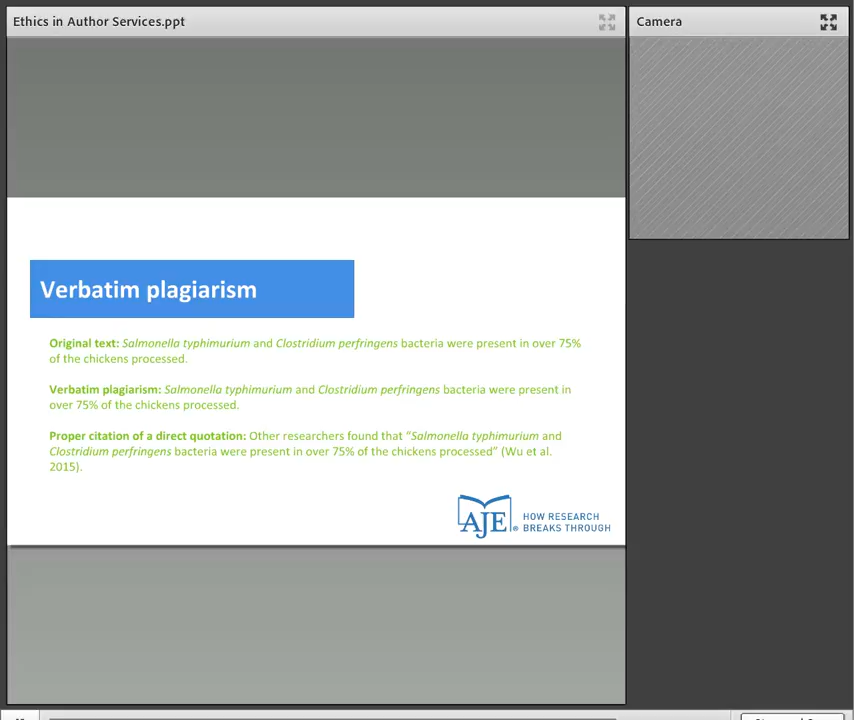 Ethics in Author Services.ppt
Camera
Verbatim plagiarism
Original text: Salmonella typhimurium and Clostridium perfringens bacteria were present in over 75%
of the chickens processed.
Verbatim plagiarism: Salmonella typhimurium and Clostridium perfringens bacteria were present in
over 75% of the chickens processed.
Proper citation of a direct quotation: Other researchers found that “Salmonella typhimurium and
Clostridium perfringens bacteria were present in over 75% of the chickens processed” (Wu et al.
2015).
AJE® HOW RESEARCH
BREAKS THROUGH